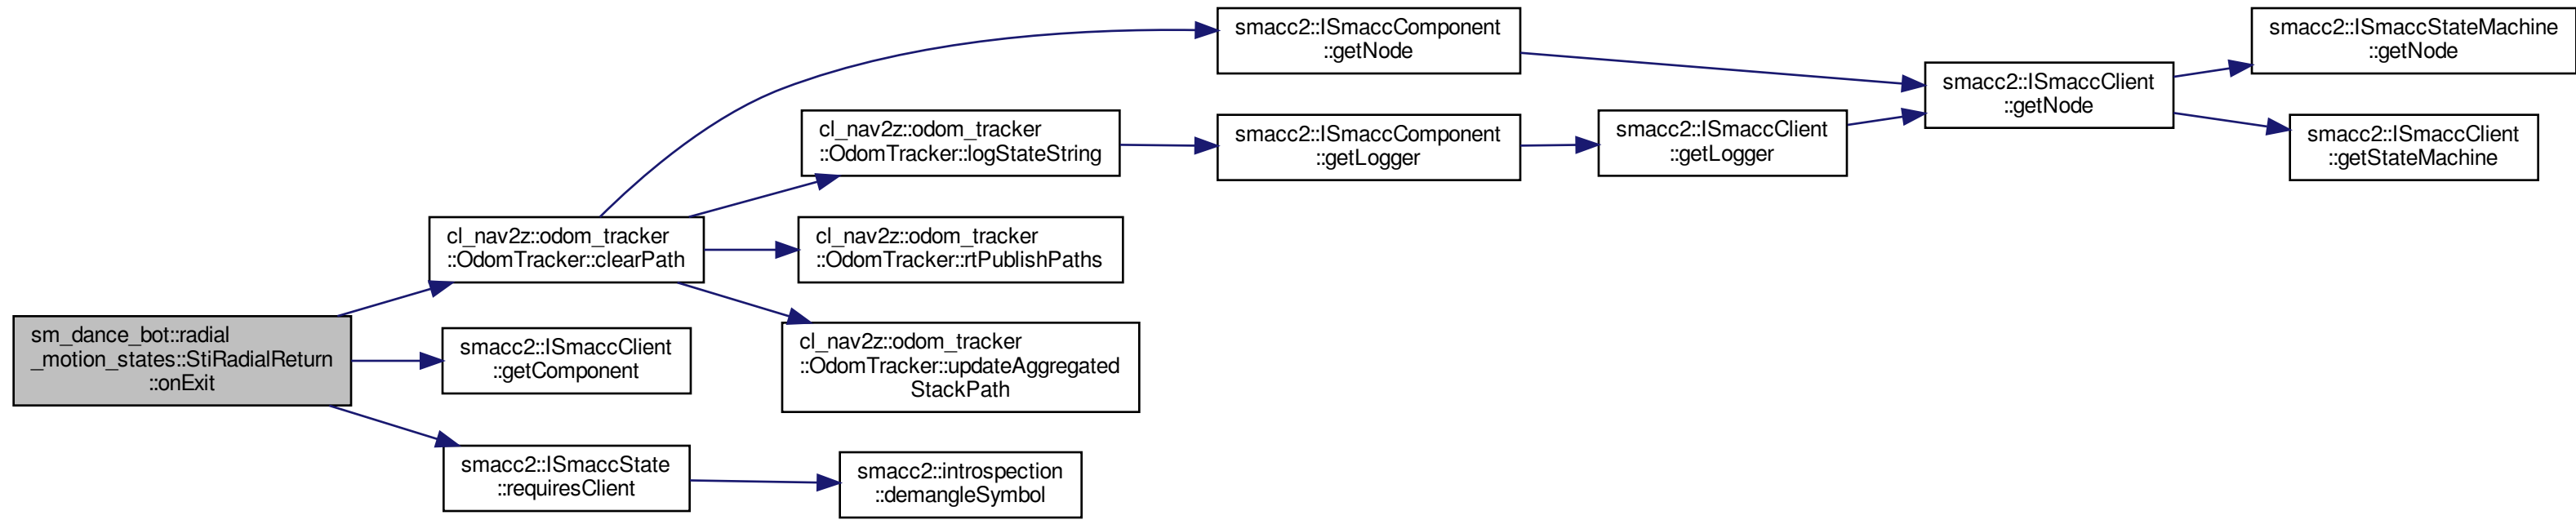 sm_dance_bot::radial
_motion_states::StiRadialReturn
::onExit
cl_nav2z::odom_tracker
::OdomTracker::clearPath
smacc2::ISmaccClient
::getComponent
smacc2::ISmaccState
::requiresClient
smacc2::ISmaccComponent
::getNode
cl_nav2z::odom_tracker
::OdomTracker::logStateString
cl_nav2z::odom_tracker
::OdomTracker::rtPublishPaths
cl_nav2z::odom_tracker
::OdomTracker::updateAggregated
StackPath
smacc2::introspection
::demangleSymbol
smacc2::ISmaccComponent
::getLogger
smacc2::ISmaccClient
::getLogger
smacc2::ISmaccClient
::getNode
smacc2::ISmaccStateMachine
::getNode
smacc2::ISmaccClient
::getStateMachine